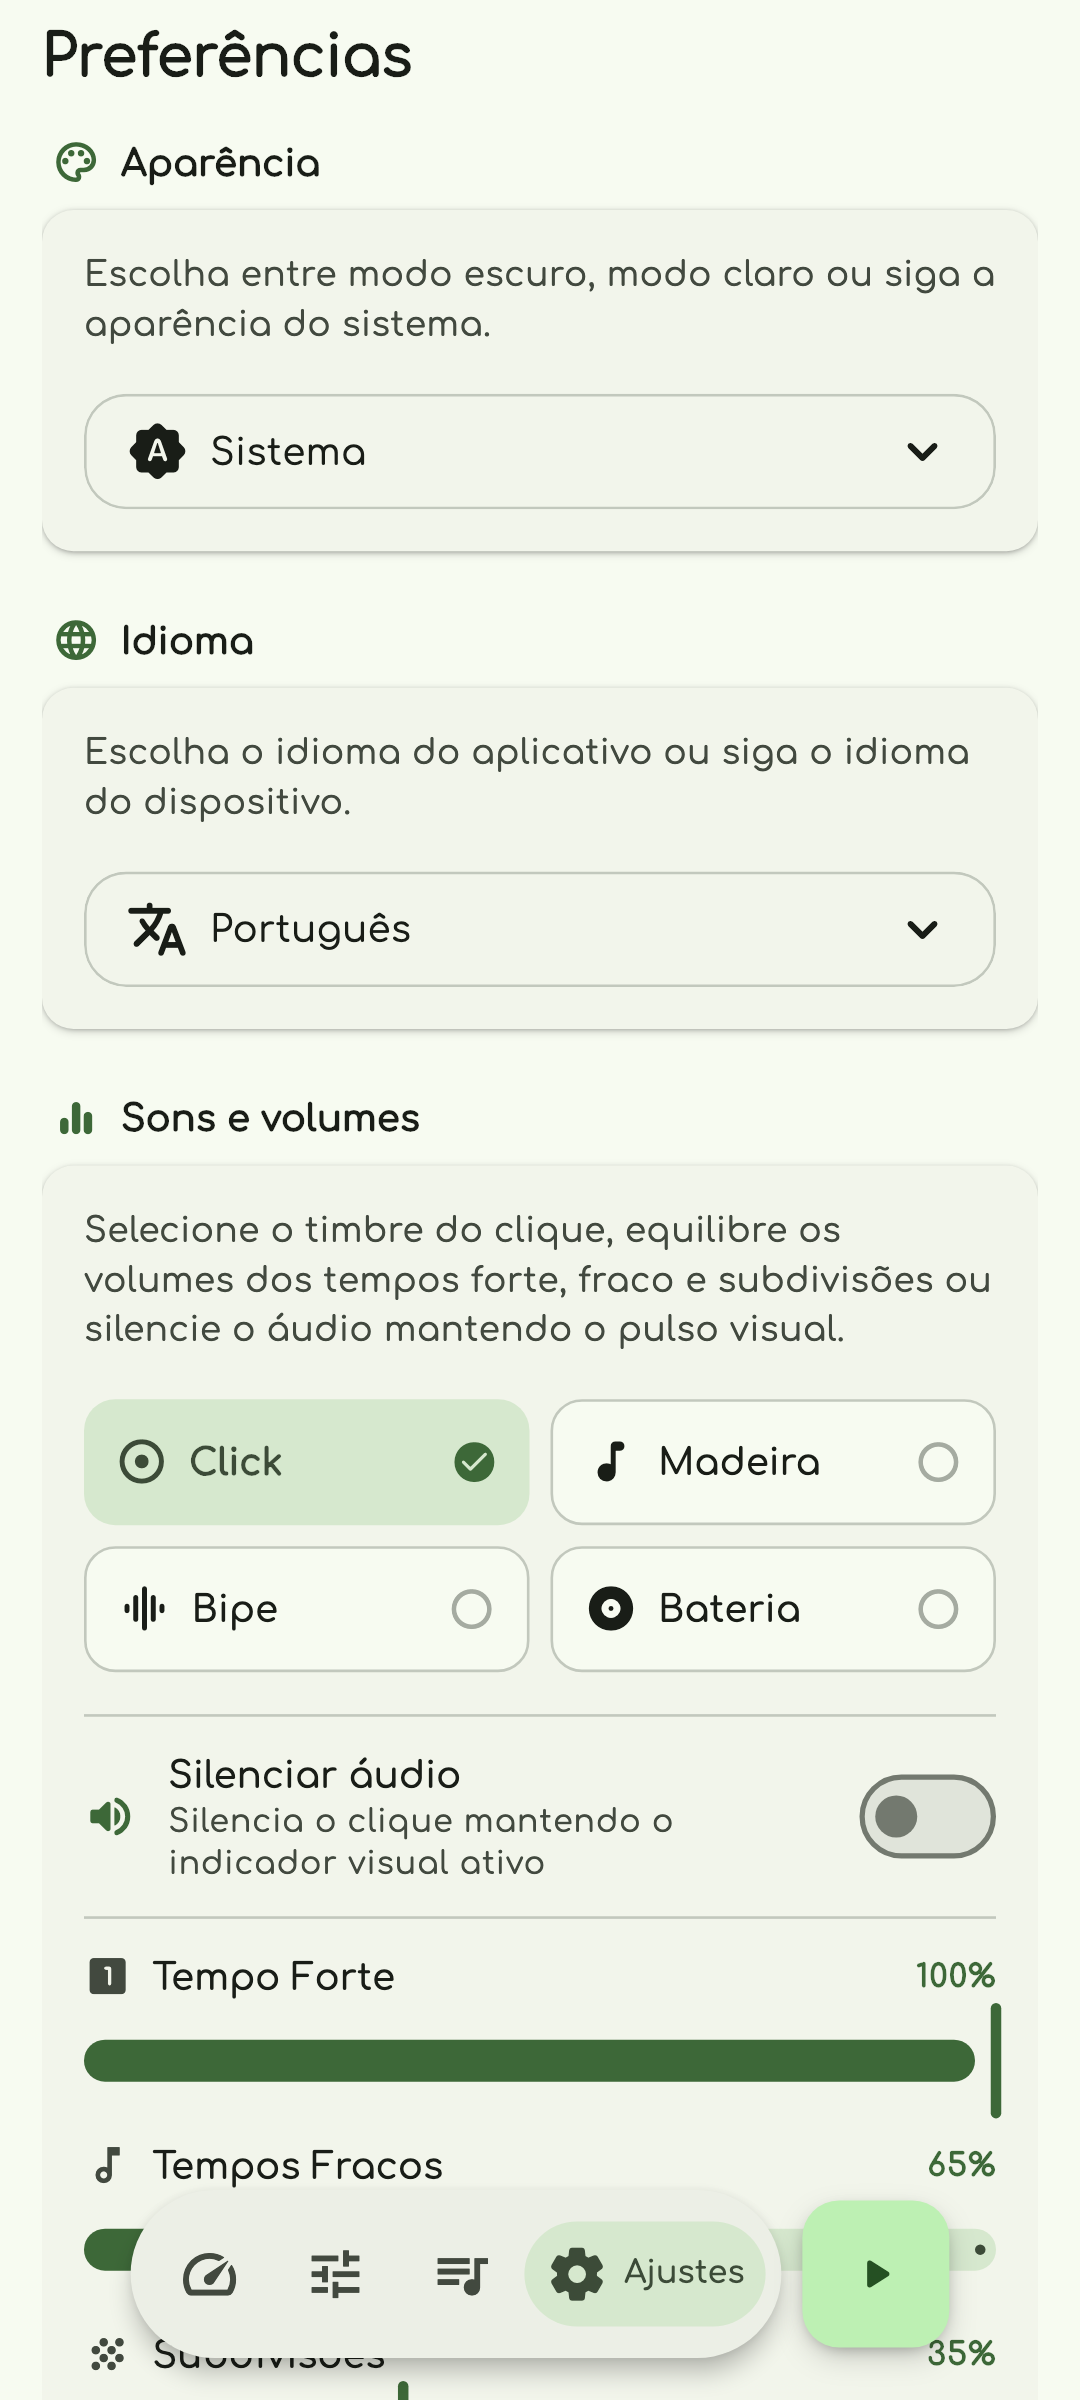 Preferências
Aparência
Escolha entre modo escuro, modo claro ou siga a
aparência do sistema.
A Sistema
Idioma
Escolha o idioma do aplicativo ou siga o idioma
do dispositivo.
Português
Sons e volumes
Selecione o timbre do clique, equilibre os
volumes dos tempos forte, fraco e subdivisões ou
silencie o áudio mantendo o pulso visual.
Click
Madeira
Bipe
Bateria
Silenciar áudio
Silencia o clique mantendo o
indicador visual ativo
1 Tempo Forte 100%
Tempos Fracos 65%
Ajustes
Subdivisões 35%